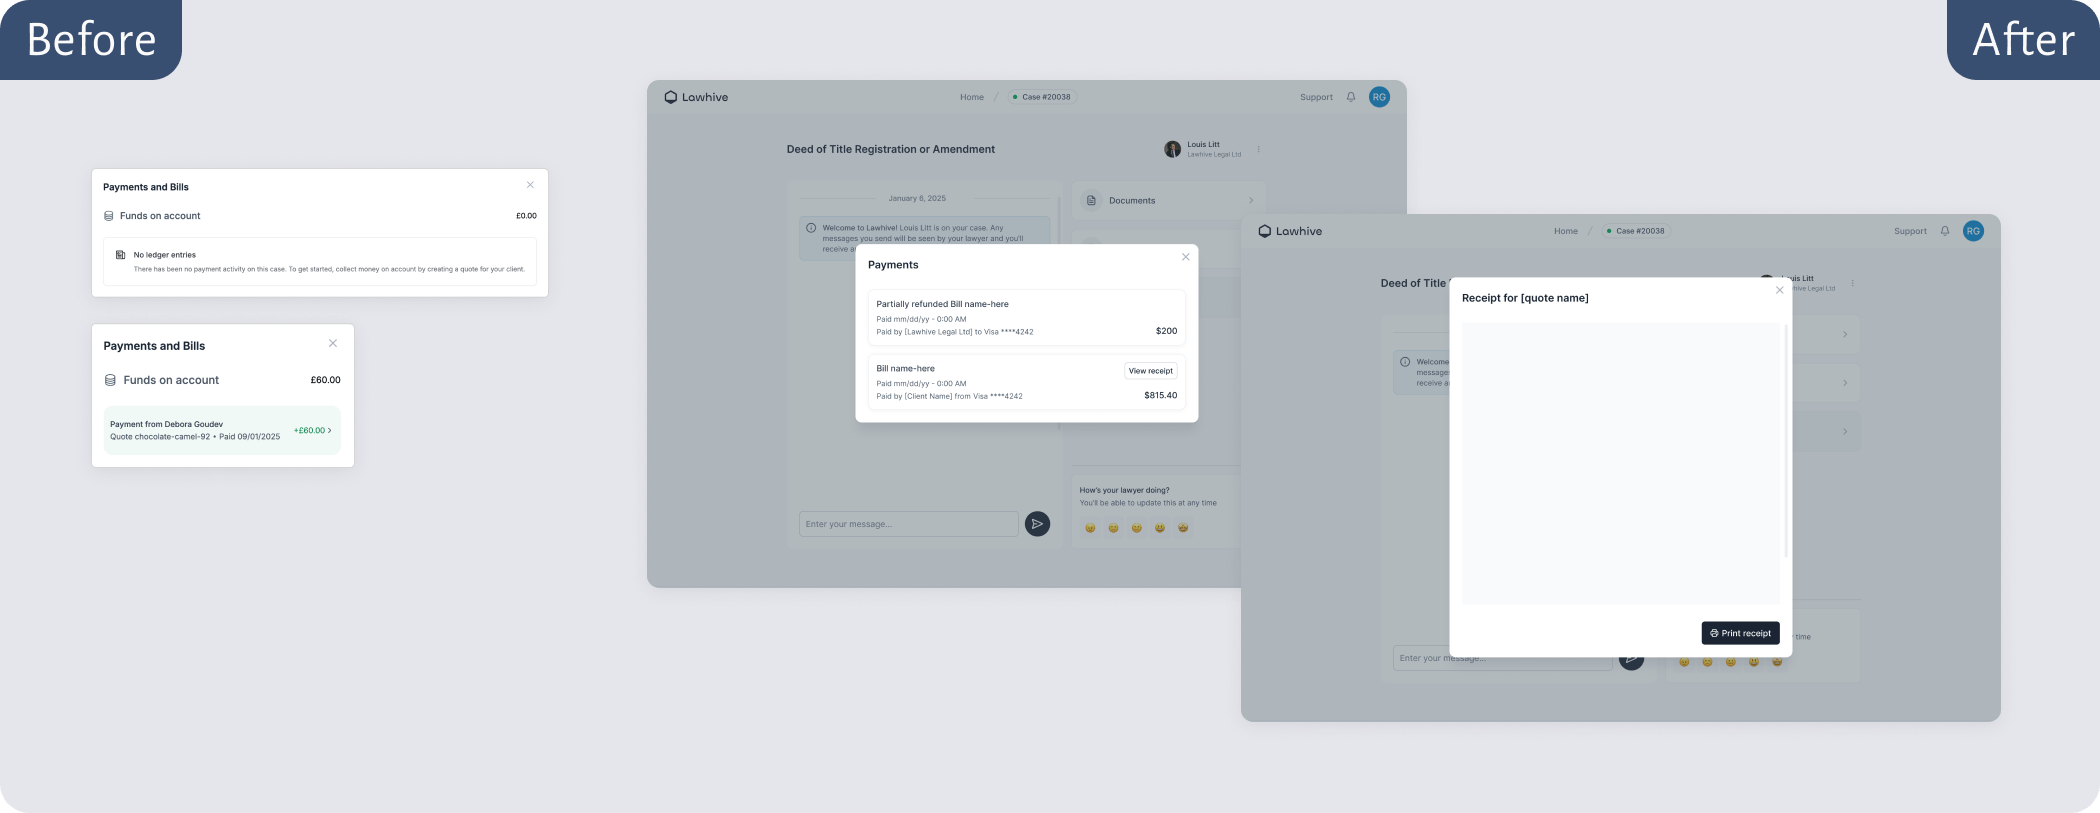 Before
After
Payments and Bills
Funds on account
£0.00
No ledger entries
There has been no payment activity on this case. To get started, collect money on account by creating a quote for your client.
Payments and Bills
Funds on account
£60.00
Payment from Debora Goudev
Quote chocolate-camel-92 • Paid 09/01/2025
+£60.00
Lawhive
Home / Case #20038
Support
RG
Deed of Title Registration or Amendment
Louis Litt
Lawhive Legal Ltd
January 6, 2025
Welcome to Lawhive! Louis Litt is on your case. Any
messages you send will be seen by your lawyer and you'll
receive a
Documents
Payments
Partially refunded Bill name-here
Paid mm/dd/yy - 0:00 AM
Paid by [Lawhive Legal Ltd] to Visa ****4242
$200
Bill name-here
View receipt
Paid mm/dd/yy - 0:00 AM
Paid by [Client Name] from Visa ****4242
$815.40
How's your lawyer doing?
You'll be able to update this at any time
Enter your message...
Lawhive
Home / Case #20038
Support
RG
Deed of Title
Litt
Legal Ltd
Welcome
messages
receive a
Receipt for [quote name]
Print receipt
time
Enter your message...